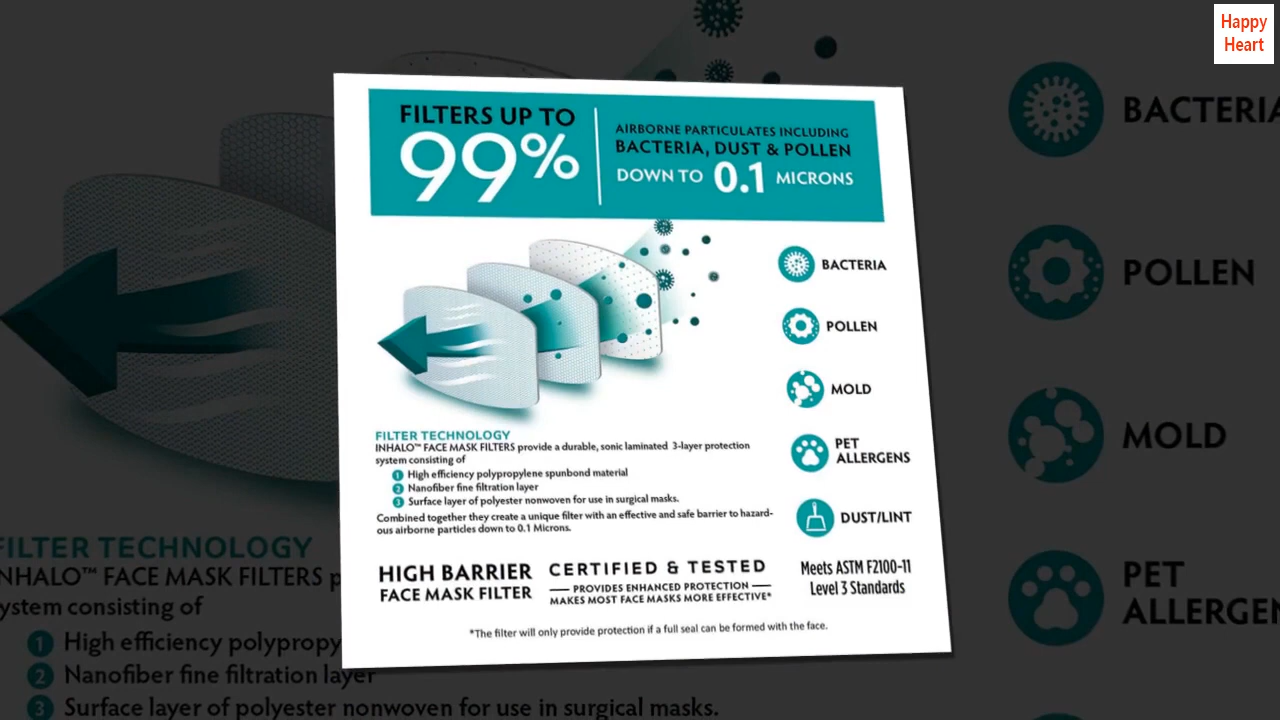 Happy
Heart
FILTERS UP TO
99%
AIRBORNE PARTICULATES INCLUDING
BACTERIA, DUST & POLLEN
DOWN TO 0.1 MICRONS
BACTERIA
POLLEN
MOLD
PET
ALLERGENS
DUST/LINT
FILTER TECHNOLOGY
INHALO™ FACE MASK FILTERS provide a durable, sonic laminated 3-layer protection
system consisting of
1 High efficiency polypropylene spunbond material
2 Nanofiber fine filtration layer
3 Surface layer of polyester nonwoven for use in surgical masks.
Combined together they create a unique filter with an effective and safe barrier to hazard-
ous airborne particles down to 0.1 Microns.
HIGH BARRIER
FACE MASK FILTER
CERTIFIED & TESTED
PROVIDES ENHANCED PROTECTION
MAKES MOST FACE MASKS MORE EFFECTIVE*
Meets ASTM F2100-11
Level 3 Standards
*The filter will only provide protection if a full seal can be formed with the face.
BACTERIA
POLLEN
MOLD
PET
ALLERGEN
FILTER TECHNOLOGY
NHALO™ FACE MASK FILTERS p
ystem consisting of
1 High efficiency polypropy
2 Nanofiber fine filtration layer
3 Surface layer of polyester nonwoven for use in surgical masks.